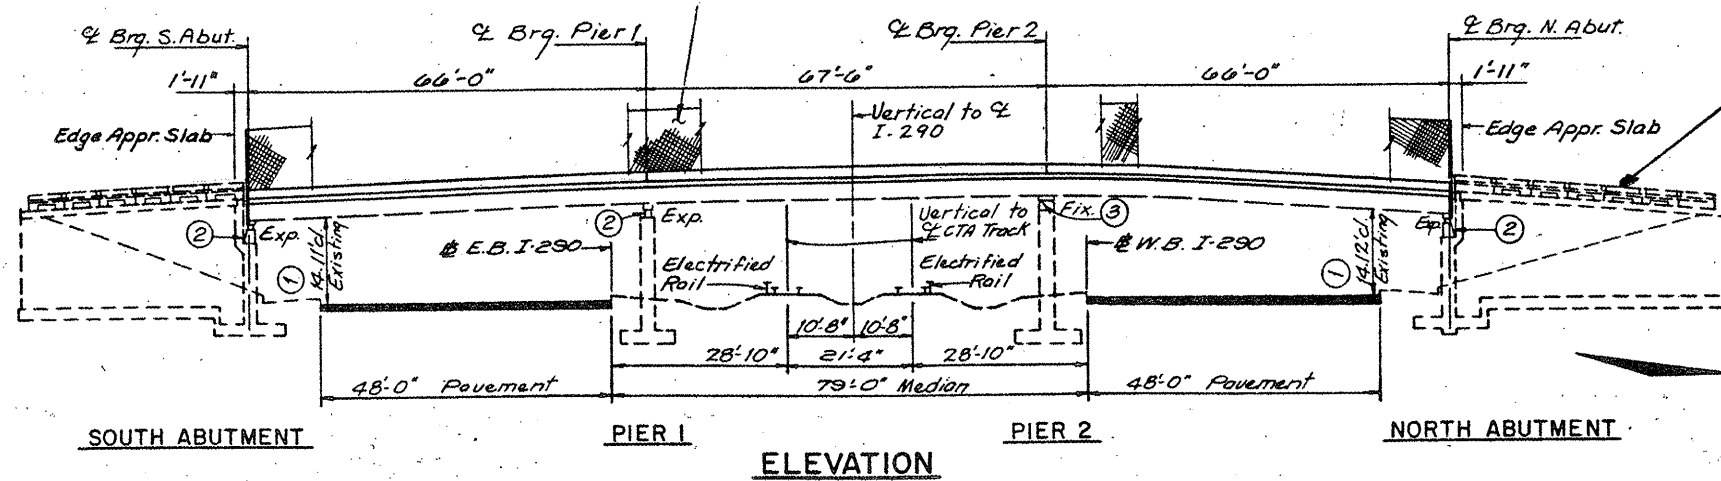 ℄ Brg. S. Abut.
℄ Brg. Pier 1
℄ Brg. Pier 2
℄ Brg. N. Abut.
1'-11"
66'-0"
67'-6"
66'-0"
1'-11"
Vertical to ℄
I-290
Edge Appr. Slab
Edge Appr. Slab
② Exp.
② Exp.
Fix. ③
Exp. ②
① 14.11' cl.
Existing
Vertical to
℄ CTA Track
① 14.12' cl.
Existing
E.B. I-290
W.B. I-290
Electrified
Rail
Electrified
Rail
10'-8" 10'-8"
28'-10" 21'-4" 28'-10"
48'-0" Pavement
79'-0" Median
48'-0" Pavement
SOUTH ABUTMENT
PIER 1
PIER 2
NORTH ABUTMENT
ELEVATION